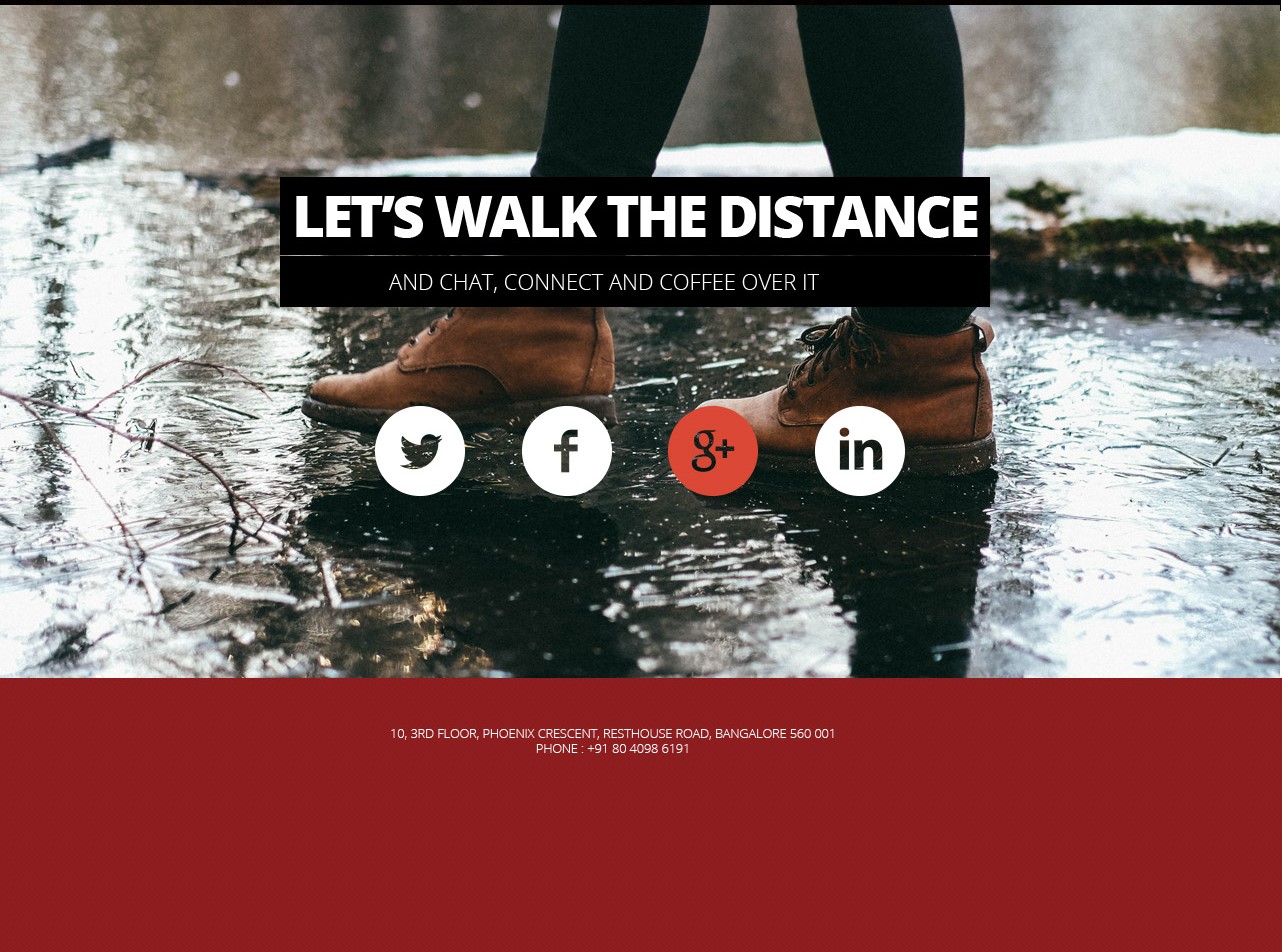 LET’S WALK THE DISTANCE
AND CHAT, CONNECT AND COFFEE OVER IT
f
g+
in
10, 3RD FLOOR, PHOENIX CRESCENT, RESTHOUSE ROAD, BANGALORE 560 001
PHONE : +91 80 4098 6191